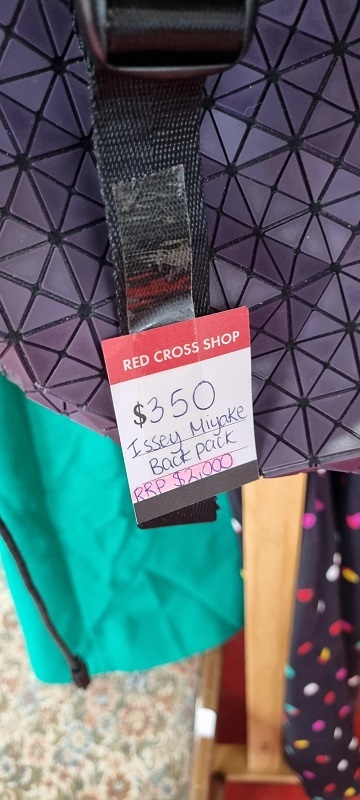 RED CROSS SHOP
$350
Issey Miyake
Back pack
RRP $2,000